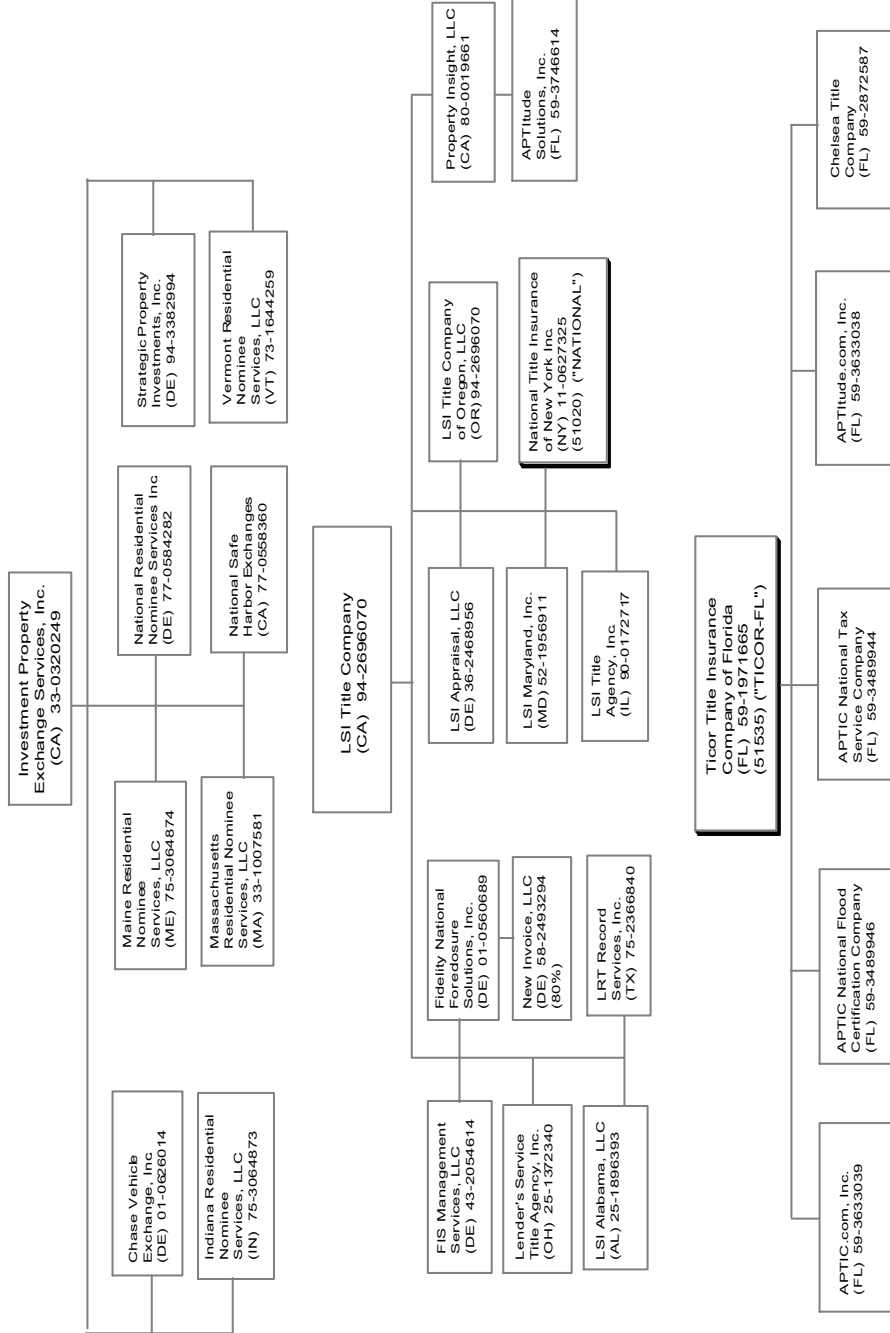 Investment Property
Exchange Services, Inc.
(CA) 33-0320249
Chase Vehicle
Exchange, Inc
(DE) 01-0626014
Maine Residential
Nominee
Services, LLC
(ME) 75-3064874
National Residential
Nominee Services Inc
(DE) 77-0584282
Strategic Property
Investments, Inc.
(DE) 94-3382994
Indiana Residential
Nominee
Services, LLC
(IN) 75-3064873
Massachusetts
Residential Nominee
Services, LLC
(MA) 33-1007581
National Safe
Harbor Exchanges
(CA) 77-0558360
Vermont Residential
Nominee
Services, LLC
(VT) 73-1644259
LSI Title Company
(CA) 94-2696070
FIS Management
Services, LLC
(DE) 43-2054614
Fidelity National
Foredosure
Solutions, Inc.
(DE) 01-0560689
LSI Appraisal, LLC
(DE) 36-2468956
LSI Title Company
of Oregon, LLC
(OR) 94-2696070
Property Insight, LLC
(CA) 80-0019661
Lender's Service
Title Agency, Inc.
(OH) 25-1372340
New Invoice, LLC
(DE) 58-2493294
(80%)
LSI Maryland, Inc.
(MD) 52-1956911
National Title Insurance
of New York Inc.
(NY) 11-0627325
(51020) ("NATIONAL")
APTitude
Solutions, Inc.
(FL) 59-3746614
LSI Alabama, LLC
(AL) 25-1896393
LRT Record
Services, Inc.
(TX) 75-2366840
LSI Title
Agency, Inc.
(IL) 90-0172717
Ticor Title Insurance
Company of Florida
(FL) 59-1971665
(51535) ("TICOR-FL")
APTIC.com, Inc.
(FL) 59-3633039
APTIC National Flood
Certification Company
(FL) 59-3489946
APTIC National Tax
Service Company
(FL) 59-3489944
APTitude.com, Inc.
(FL) 59-3633038
Chelsea Title
Company
(FL) 59-2872587